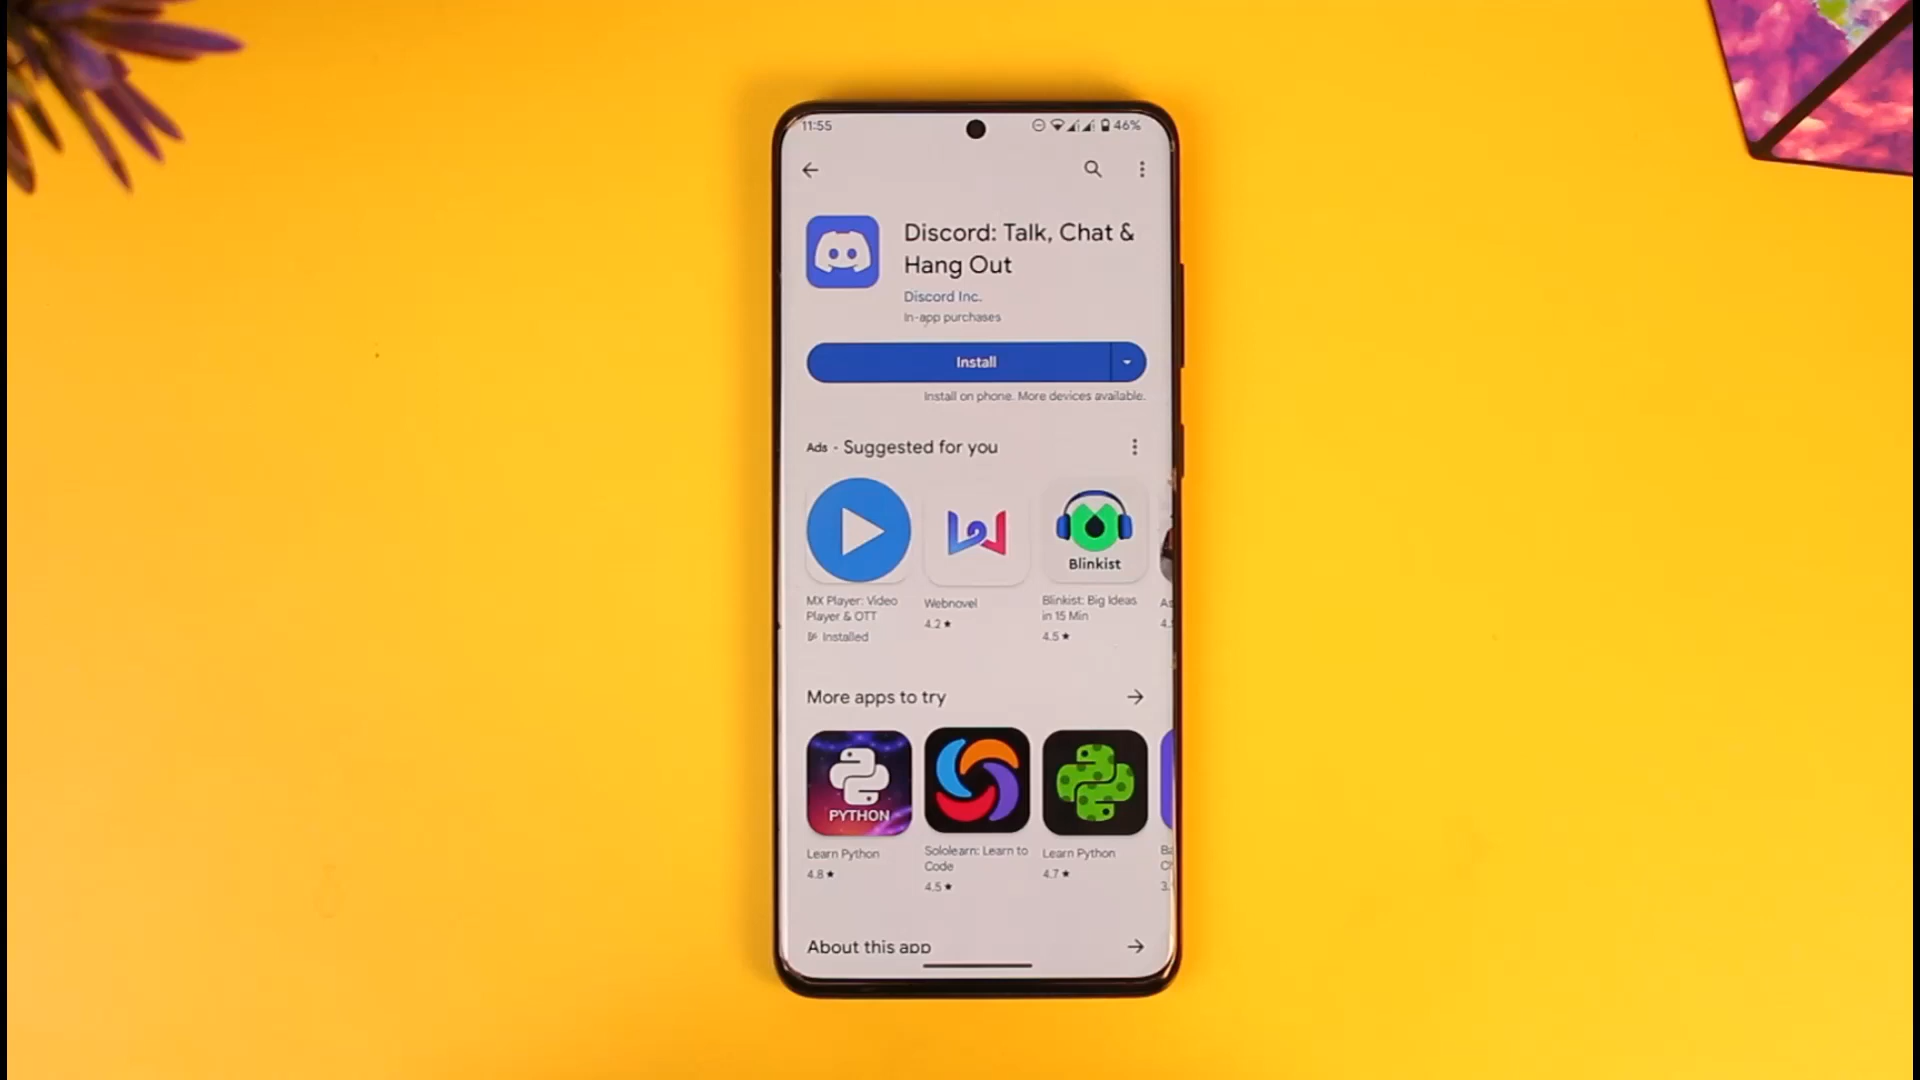 11:55
46%
Discord: Talk, Chat &
Hang Out
Discord Inc.
In-app purchases
Install
Install on phone. More devices available.
Ads - Suggested for you
Blinkist
MX Player: Video
Player & OTT
Installed
Webnovel
4.2★
Blinkist: Big Ideas
in 15 Min
4.5★
More apps to try
PYTHON
Learn Python
4.8★
Sololearn: Learn to
Code
4.5★
Learn Python
4.7★
About this app